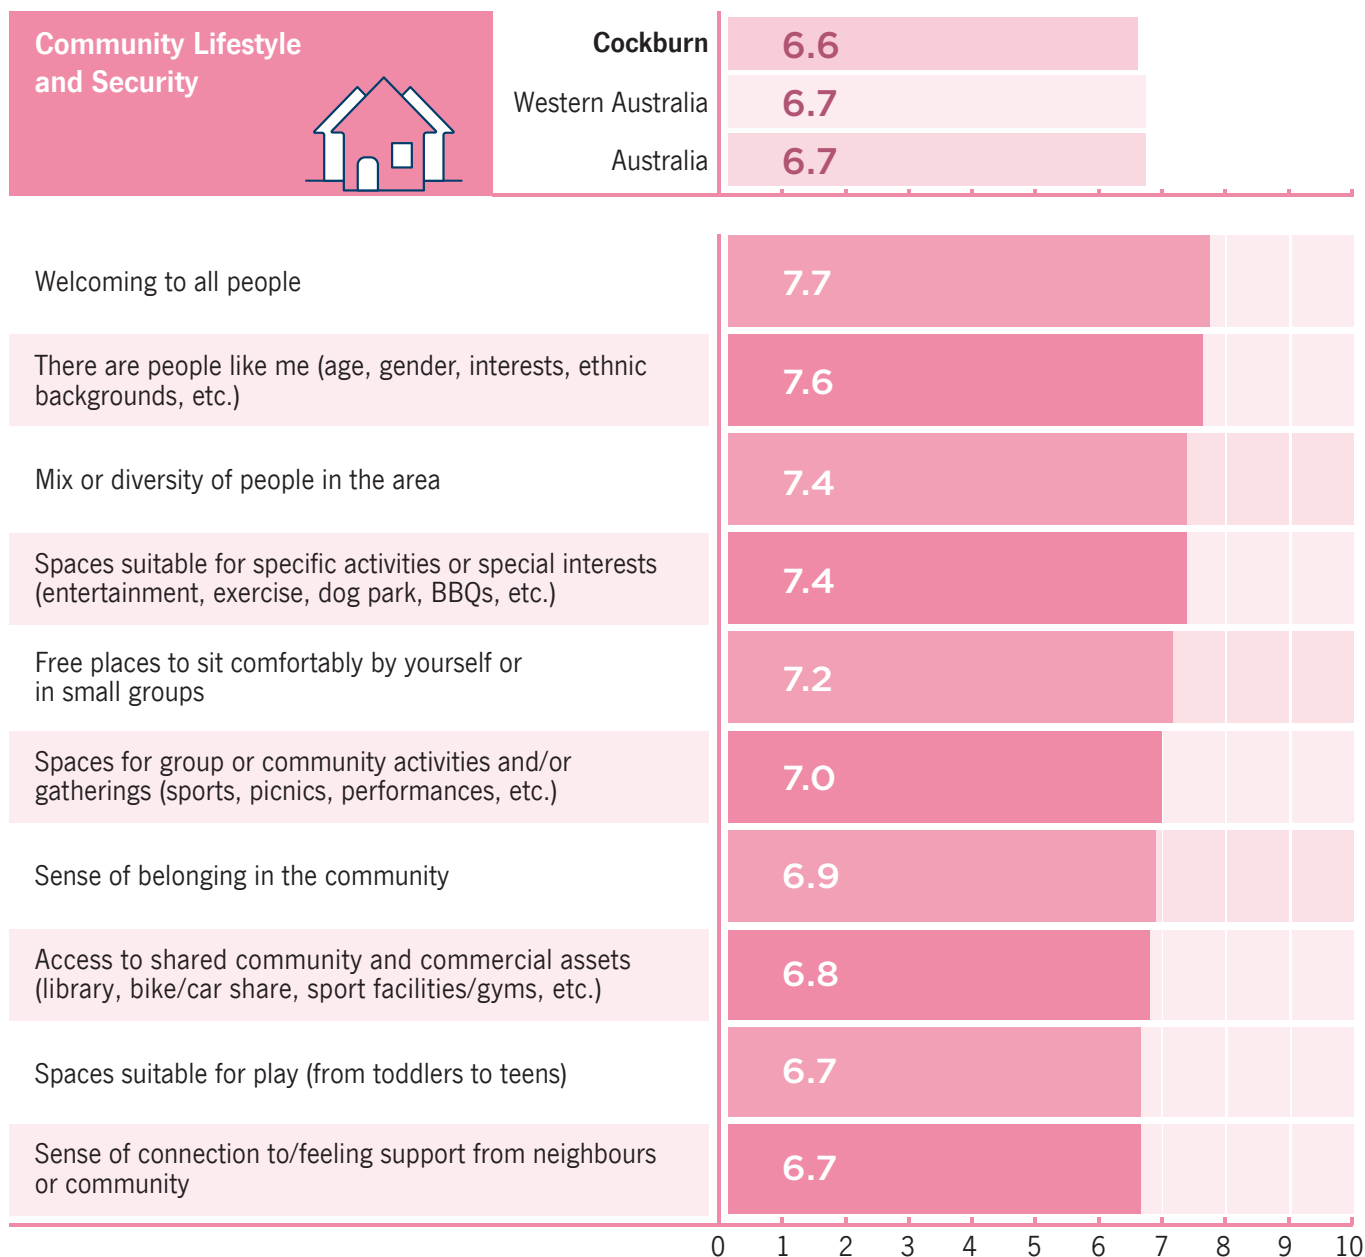 Community Lifestyle
and Security
Cockburn 6.6
Western Australia 6.7
Australia 6.7
Welcoming to all people 7.7
There are people like me (age, gender, interests, ethnic
backgrounds, etc.)
7.6
Mix or diversity of people in the area 7.4
Spaces suitable for specific activities or special interests
(entertainment, exercise, dog park, BBQs, etc.)
7.4
Free places to sit comfortably by yourself or
in small groups
7.2
Spaces for group or community activities and/or
gatherings (sports, picnics, performances, etc.)
7.0
Sense of belonging in the community 6.9
Access to shared community and commercial assets
(library, bike/car share, sport facilities/gyms, etc.)
6.8
Spaces suitable for play (from toddlers to teens) 6.7
Sense of connection to/feeling support from neighbours
or community
6.7
0 1 2 3 4 5 6 7 8 9 10